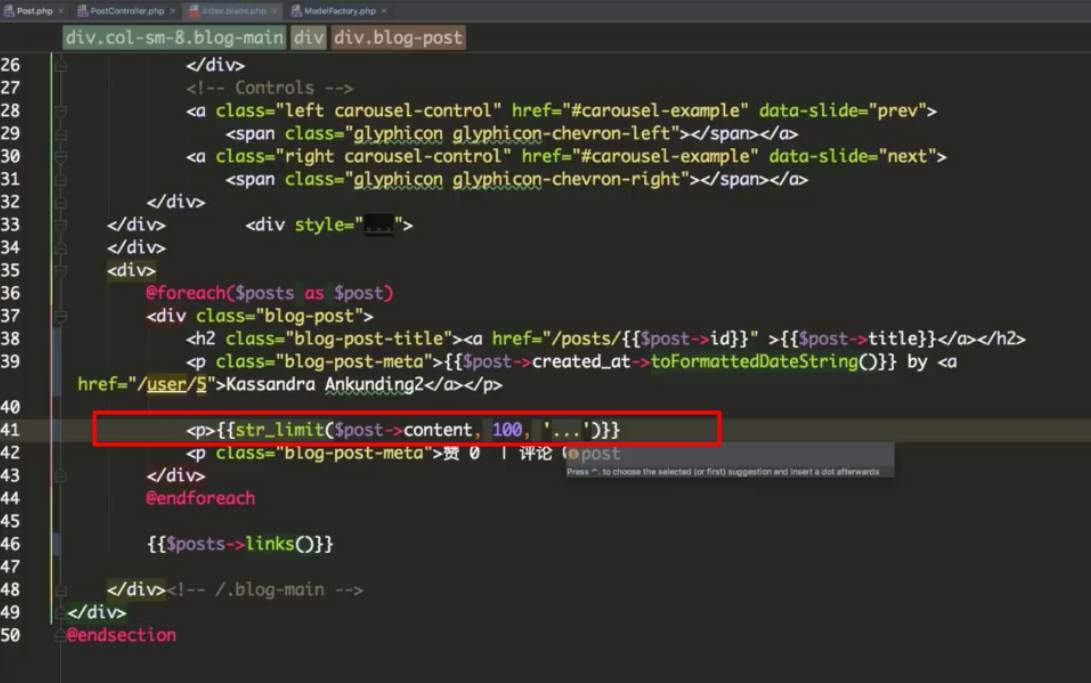 Post.php × PostController.php × index.blade.php × ModelFactory.php ×
div.col-sm-8.blog-main div div.blog-post
26 </div>
27 <!-- Controls -->
28 <a class="left carousel-control" href="#carousel-example" data-slide="prev">
29 <span class="glyphicon glyphicon-chevron-left"></span></a>
30 <a class="right carousel-control" href="#carousel-example" data-slide="next">
31 <span class="glyphicon glyphicon-chevron-right"></span></a>
32 </div>
33 </div> <div style="...">
34 </div>
35 <div>
36 @foreach($posts as $post)
37 <div class="blog-post">
38 <h2 class="blog-post-title"><a href="/posts/{{$post->id}}" >{{$post->title}}</a></h2>
39 <p class="blog-post-meta">{{$post->created_at->toFormattedDateString()}} by <a
href="/user/5">Kassandra Ankunding2</a></p>
40
41 <p>{{str_limit($post->content, 100, '...')}}
42 <p class="blog-post-meta">赞 0 | 评论 post
Press ^. to choose the selected (or first) suggestion and insert a dot afterwards
43 </div>
44 @endforeach
45
46 {{$posts->links()}}
47
48 </div><!-- /.blog-main -->
49 </div>
50 @endsection